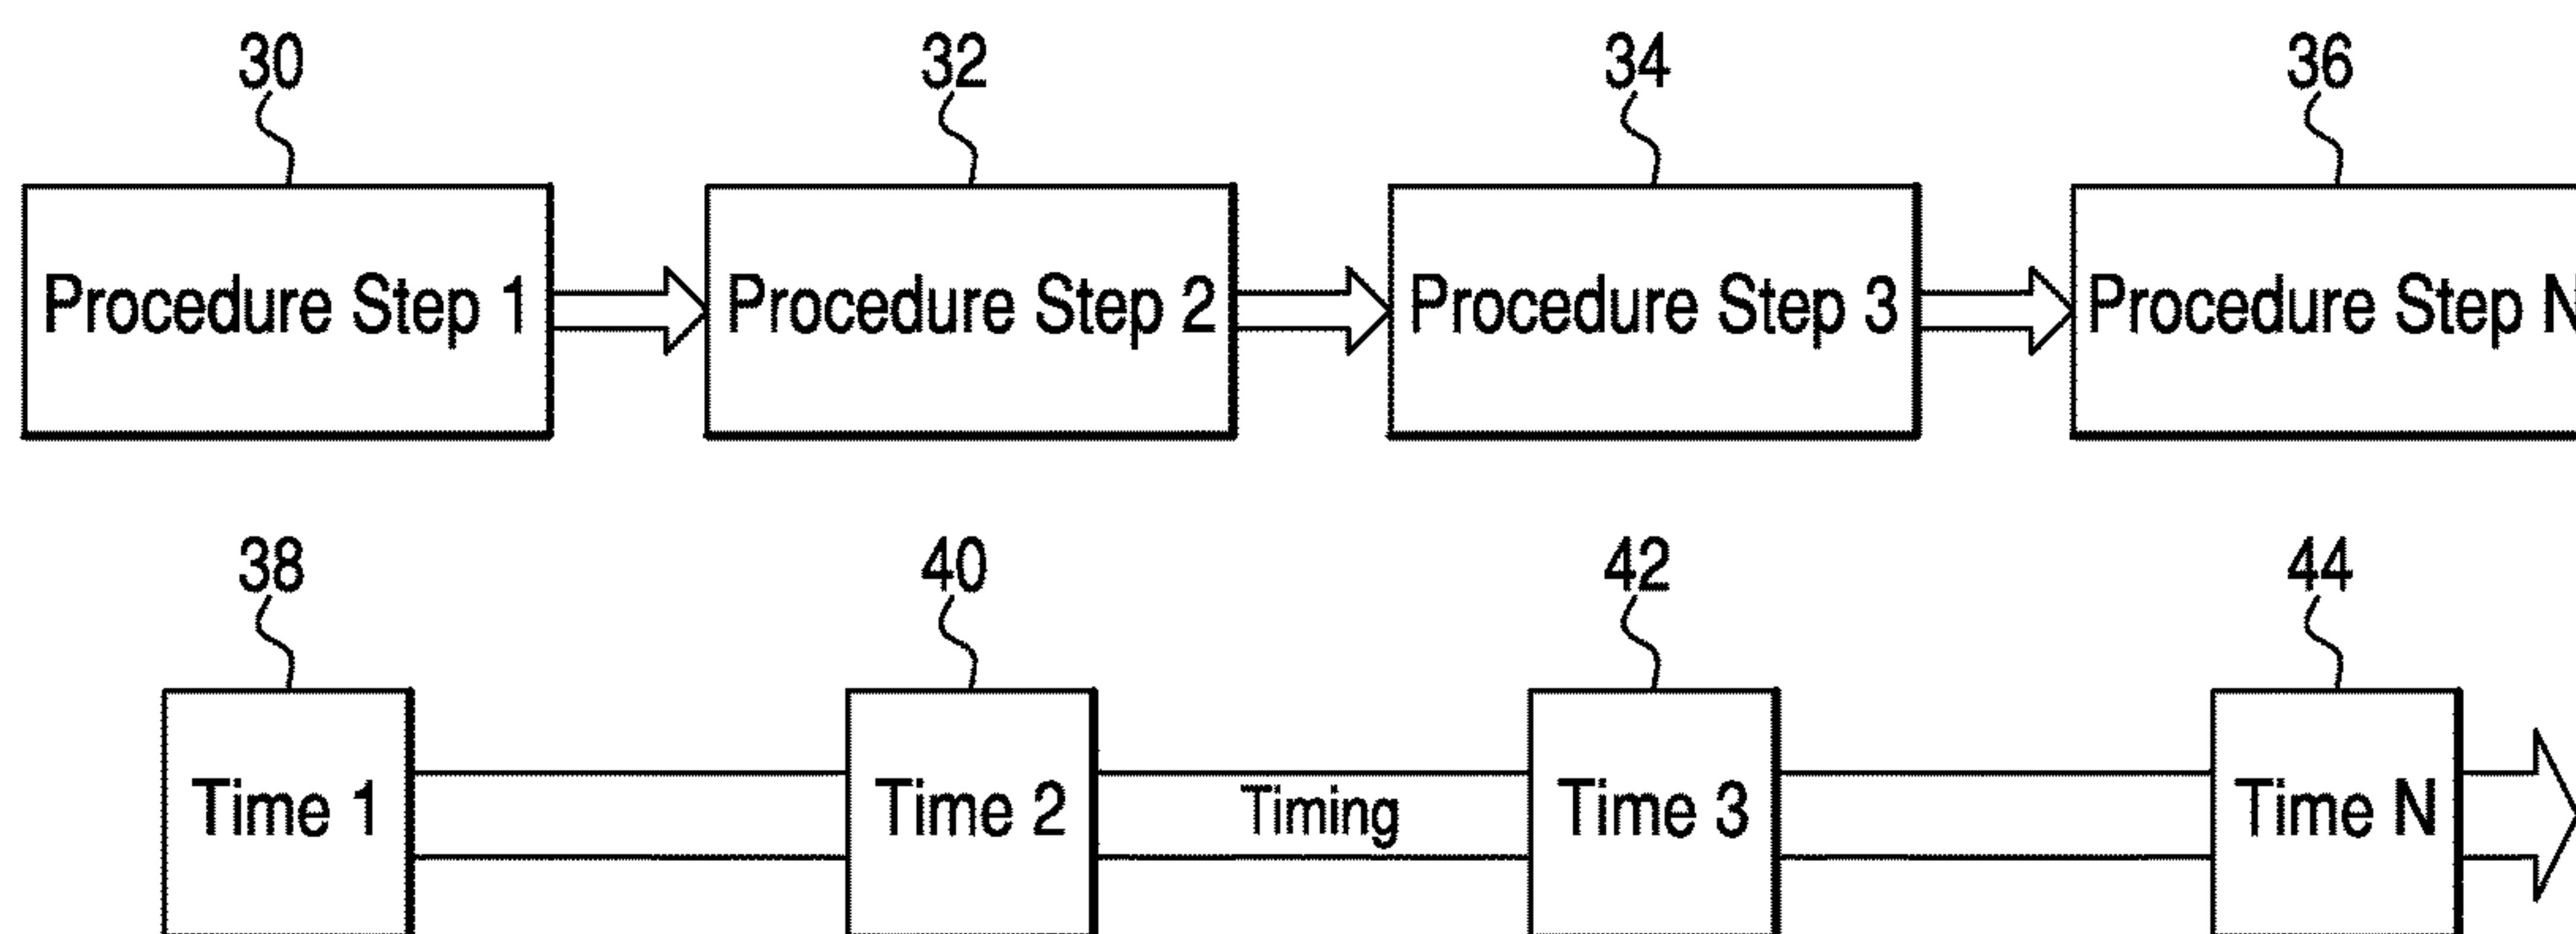 30 32 34 36
Procedure Step 1 Procedure Step 2 Procedure Step 3 Procedure Step N
38 40 42 44
Time 1 Time 2 Timing Time 3 Time N